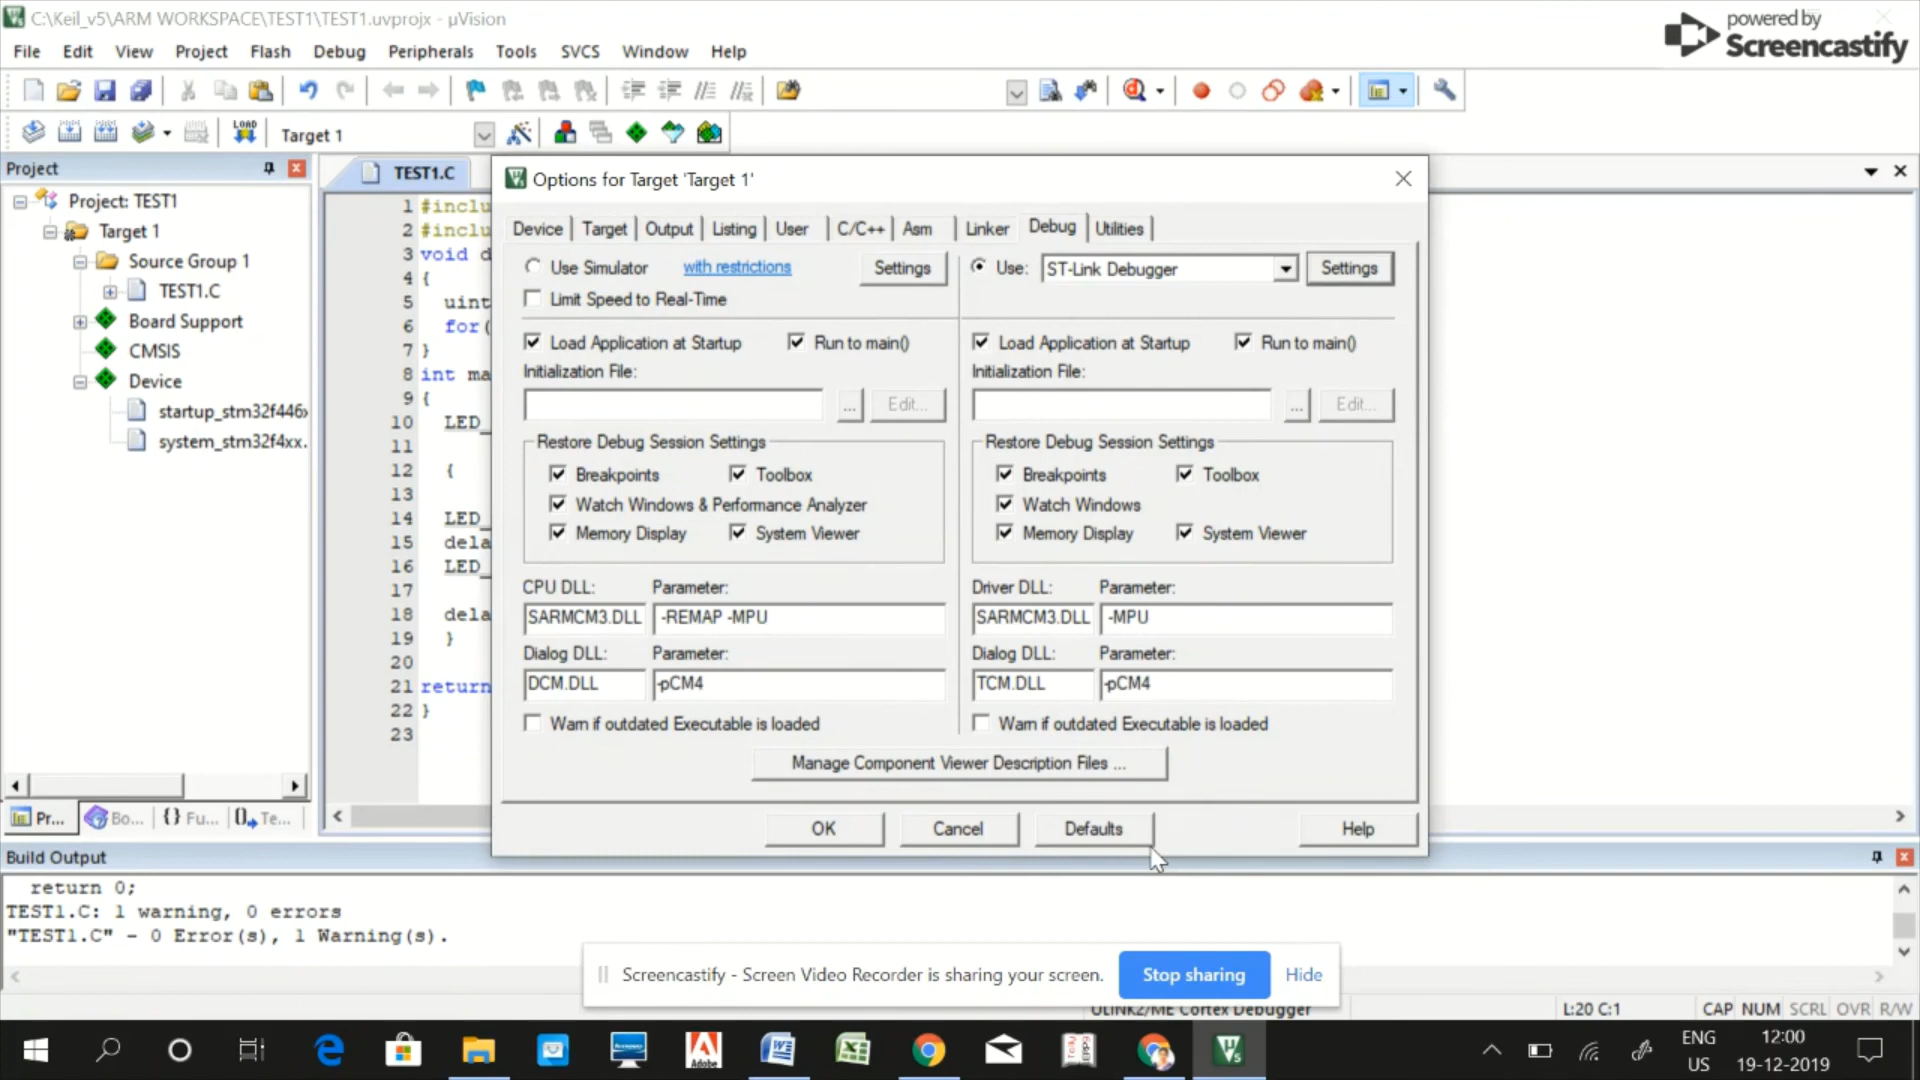 C:\Keil_v5\ARM WORKSPACE\TEST1\TEST1.uvprojx - µVision
powered by
Screencastify
File Edit View Project Flash Debug Peripherals Tools SVCS Window Help
LOAD
Target 1
Project
TEST1.C
Project: TEST1
Target 1
Source Group 1
TEST1.C
Board Support
CMSIS
Device
startup_stm32f446x
system_stm32f4xx.
Pr... Bo... {} Fu... Te...
1 #inclu
2 #inclu
3 void d
4 {
5 uint
6 for(
7 }
8 int ma
9 {
10 LED_
11
12 {
13
14 LED_
15 dela
16 LED_
17
18 dela
19 }
20
21 return
22 }
23
Options for Target 'Target 1'
Device Target Output Listing User C/C++ Asm Linker Debug Utilities
Use Simulator with restrictions Settings
Use: ST-Link Debugger Settings
Limit Speed to Real-Time
Load Application at Startup Run to main()
Load Application at Startup Run to main()
Initialization File:
Initialization File:
... Edit...
... Edit...
Restore Debug Session Settings
Breakpoints Toolbox
Watch Windows & Performance Analyzer
Memory Display System Viewer
Restore Debug Session Settings
Breakpoints Toolbox
Watch Windows
Memory Display System Viewer
CPU DLL: Parameter:
SARMCM3.DLL -REMAP -MPU
Dialog DLL: Parameter:
DCM.DLL -pCM4
Driver DLL: Parameter:
SARMCM3.DLL -MPU
Dialog DLL: Parameter:
TCM.DLL -pCM4
Warn if outdated Executable is loaded
Warn if outdated Executable is loaded
Manage Component Viewer Description Files ...
OK Cancel Defaults Help
Build Output
return 0;
TEST1.C: 1 warning, 0 errors
"TEST1.C" - 0 Error(s), 1 Warning(s).
Screencastify - Screen Video Recorder is sharing your screen. Stop sharing Hide
ULINK2/ME Cortex Debugger
L:20 C:1 CAP NUM SCRL OVR R/W
Adobe
ENG
US
12:00
19-12-2019